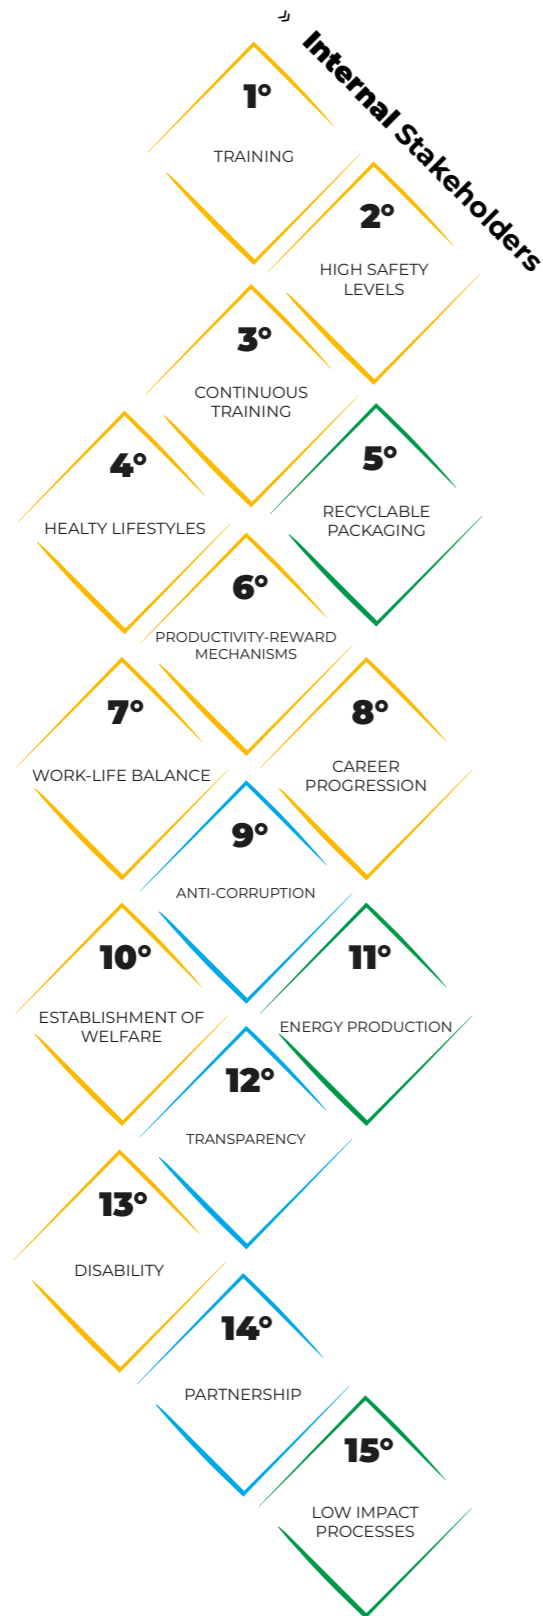 Internal Stakeholders
1°
TRAINING
2°
HIGH SAFETY
LEVELS
3°
CONTINUOUS
TRAINING
4°
HEALTY LIFESTYLES
5°
RECYCLABLE
PACKAGING
6°
PRODUCTIVITY-REWARD
MECHANISMS
7°
WORK-LIFE BALANCE
8°
CAREER
PROGRESSION
9°
ANTI-CORRUPTION
10°
ESTABLISHMENT OF
WELFARE
11°
ENERGY PRODUCTION
12°
TRANSPARENCY
13°
DISABILITY
14°
PARTNERSHIP
15°
LOW IMPACT
PROCESSES